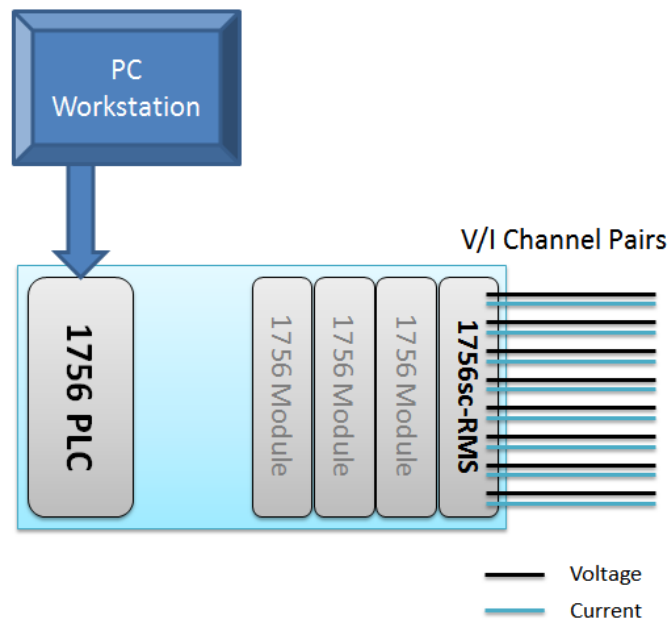 PC
Workstation
V/I Channel Pairs
1756 PLC
1756 Module
1756 Module
1756 Module
1756sc-RMS
Voltage
Current